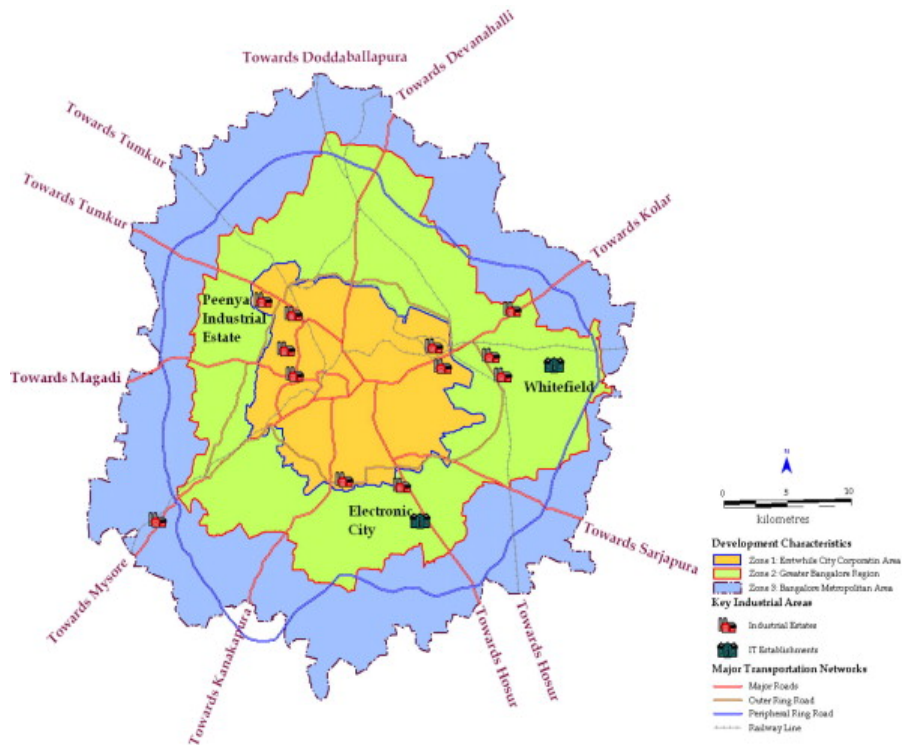 Towards Doddaballapura
Towards Devanahalli
Towards Tumkur
Towards Tumkur
Towards Kolar
Peenya
Industrial
Estate
Towards Magadi
Whitefield
N
0 5 10
kilometres
Electronic
City
Towards Sarjapura
Towards Mysore
Towards Kanakapura
Towards Hosur
Towards Hosur
Development Characteristics
Zone 1: Erstwhile City Corporatin Area
Zone 2: Greater Bangalore Region
Zone 3: Bangalore Metropolitan Area
Key Industrial Areas
Industrial Estates
IT Establishments
Major Transportation Networks
Major Roads
Outer Ring Road
Peripheral Ring Road
Railway Line